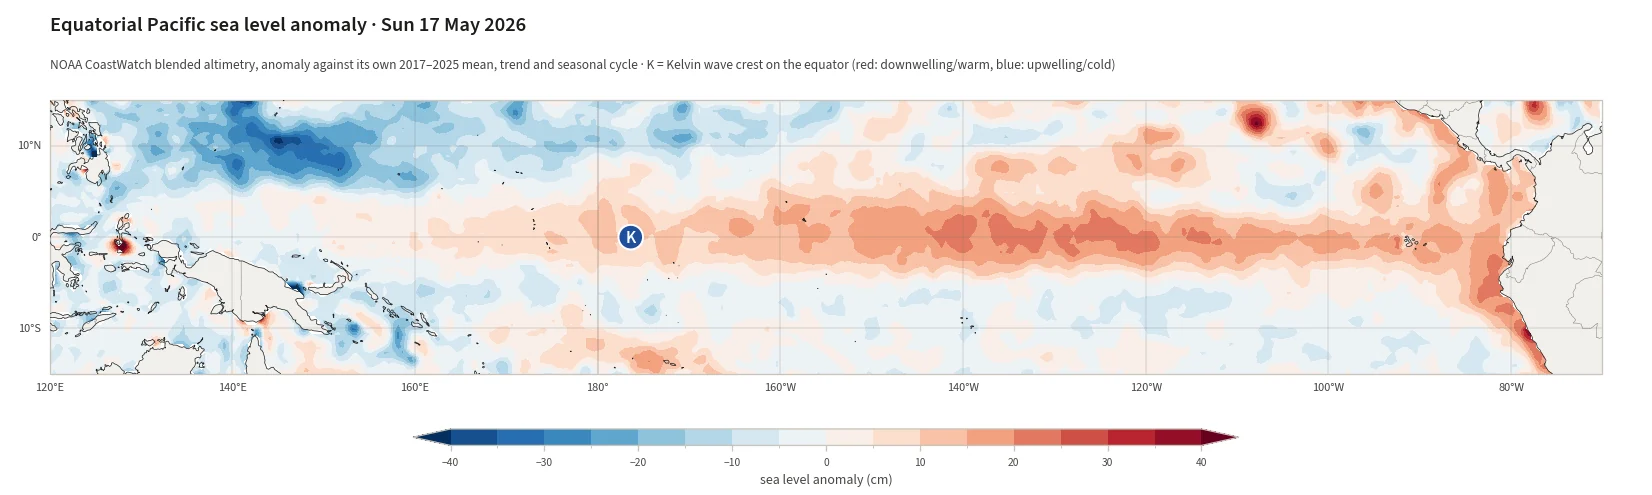 Equatorial Pacific sea level anomaly · Sun 17 May 2026
NOAA CoastWatch blended altimetry, anomaly against its own 2017–2025 mean, trend and seasonal cycle · K = Kelvin wave crest on the equator (red: downwelling/warm, blue: upwelling/cold)
10°N
0°
K
10°S
120°E 140°E 160°E 180° 160°W 140°W 120°W 100°W 80°W
−40 −30 −20 −10 0 10 20 30 40
sea level anomaly (cm)